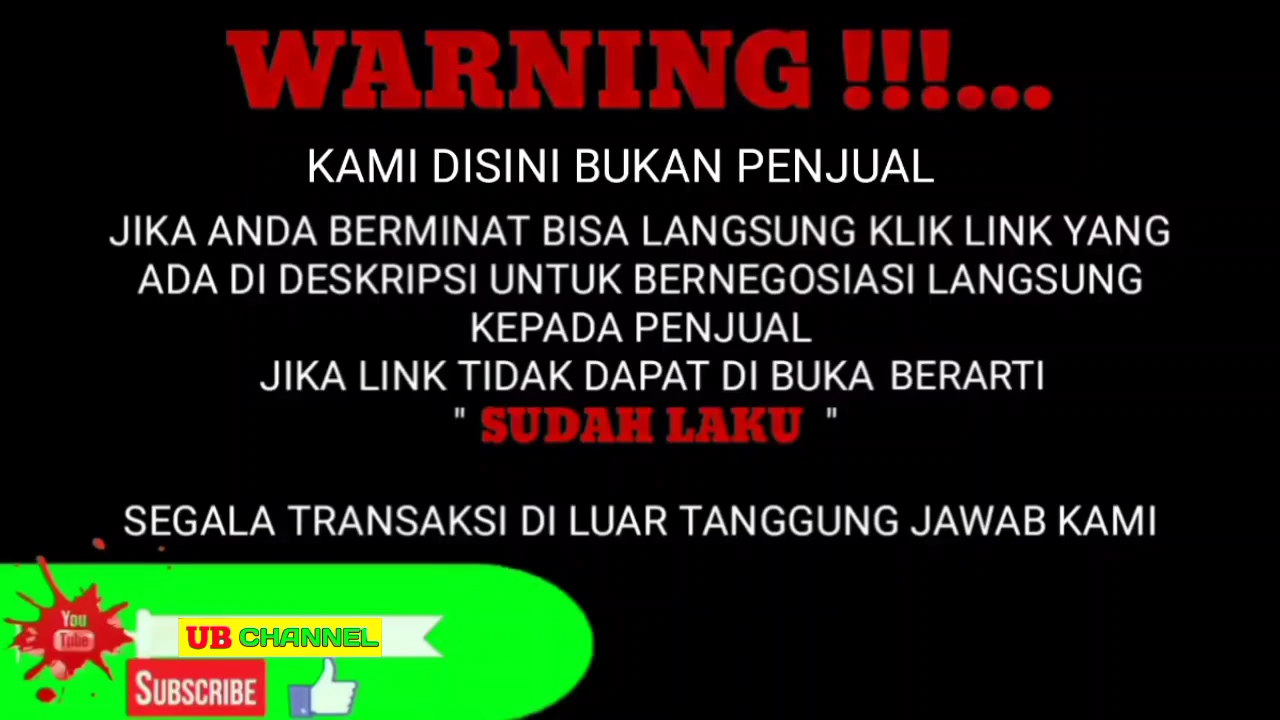 WARNING !!!...
KAMI DISINI BUKAN PENJUAL
JIKA ANDA BERMINAT BISA LANGSUNG KLIK LINK YANG
ADA DI DESKRIPSI UNTUK BERNEGOSIASI LANGSUNG
KEPADA PENJUAL
JIKA LINK TIDAK DAPAT DI BUKA BERARTI
" SUDAH LAKU "
SEGALA TRANSAKSI DI LUAR TANGGUNG JAWAB KAMI
You
Tube
UB CHANNEL
SUBSCRIBE